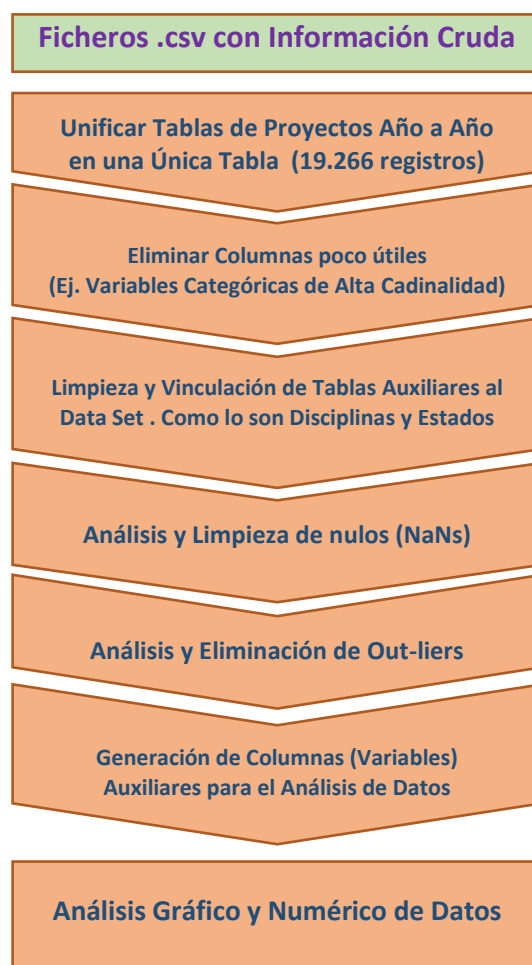 Ficheros .csv con Información Cruda
Unificar Tablas de Proyectos Año a Año
en una Única Tabla (19.266 registros)
Eliminar Columnas poco útiles
(Ej. Variables Categóricas de Alta Cadinalidad)
Limpieza y Vinculación de Tablas Auxiliares al
Data Set . Como lo son Disciplinas y Estados
Análisis y Limpieza de nulos (NaNs)
Análisis y Eliminación de Out-liers
Generación de Columnas (Variables)
Auxiliares para el Análisis de Datos
Análisis Gráfico y Numérico de Datos